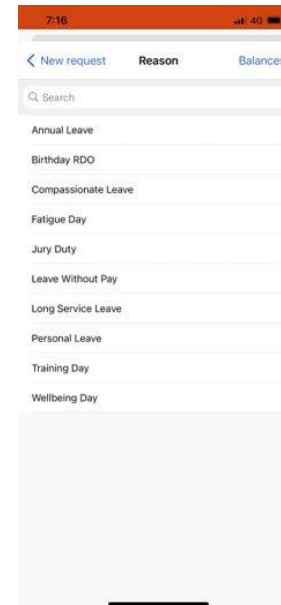 7:16
4G
New request
Reason
Balances
Search
Annual Leave
Birthday RDO
Compassionate Leave
Fatigue Day
Jury Duty
Leave Without Pay
Long Service Leave
Personal Leave
Training Day
Wellbeing Day